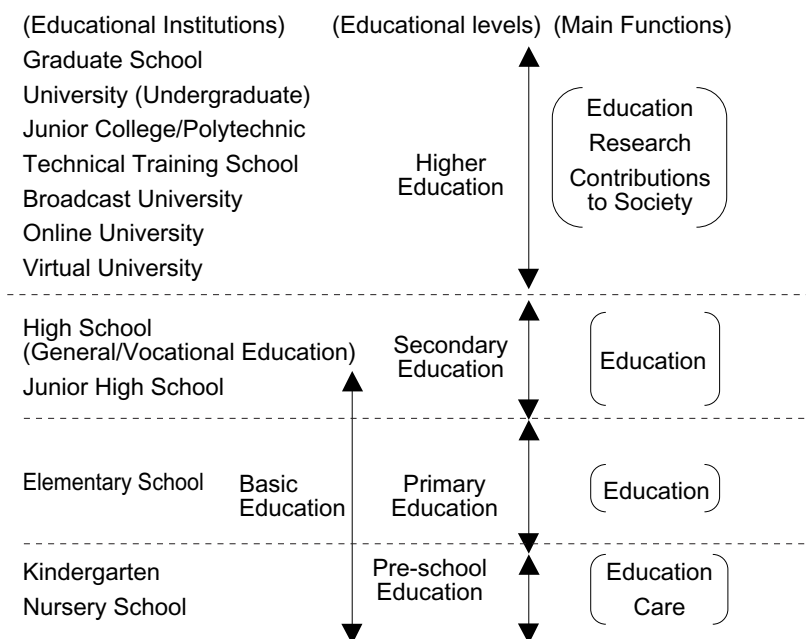 (Educational Institutions) (Educational levels) (Main Functions)
Graduate School
University (Undergraduate)
Junior College/Polytechnic
Technical Training School
Broadcast University
Online University
Virtual University
Higher
Education
Education
Research
Contributions
to Society
High School
(General/Vocational Education)
Junior High School
Secondary
Education
Education
Elementary School
Basic
Education
Primary
Education
Education
Kindergarten
Nursery School
Pre-school
Education
Education
Care